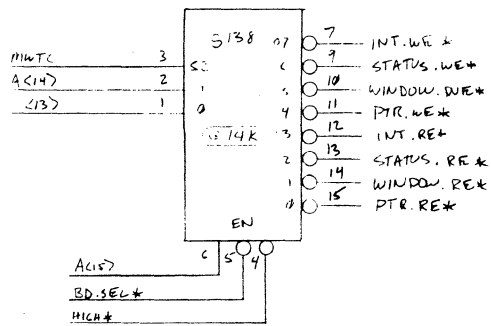 S138
MWTC 3 S2
A<14> 2 1
<13> 1 0
74K
07 7 INT.WE*
6 9 STATUS.WE*
5 10 WINDOW.WE*
4 11 PTR.WE*
3 12 INT.RE*
2 13 STATUS.RE*
1 14 WINDOW.RE*
0 15 PTR.RE*
EN
6 5 4
A<15>
BD.SEL*
HIGH*